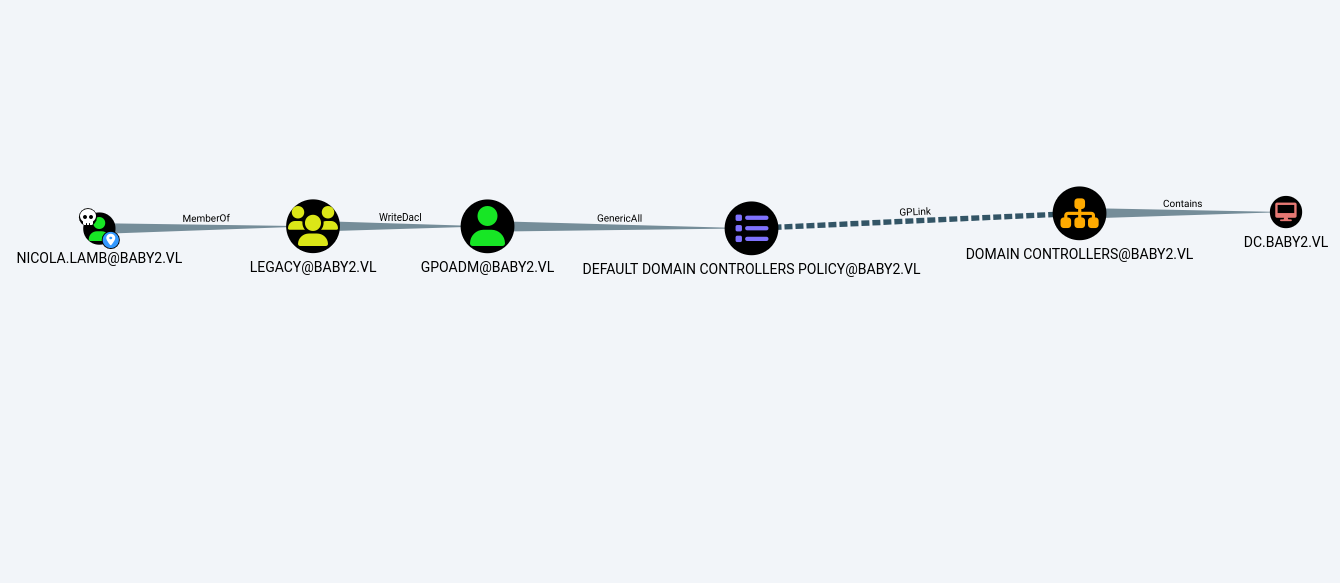 MemberOf
WriteDacl
GenericAll
GPLink
Contains
NICOLA.LAMB@BABY2.VL
LEGACY@BABY2.VL
GPOADM@BABY2.VL
DEFAULT DOMAIN CONTROLLERS POLICY@BABY2.VL
DOMAIN CONTROLLERS@BABY2.VL
DC.BABY2.VL